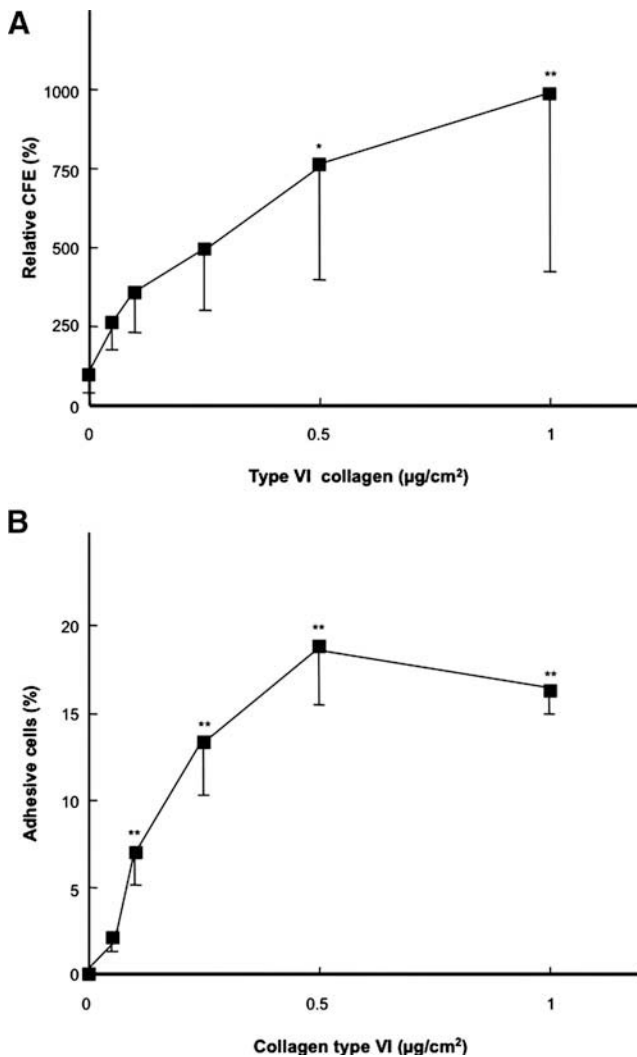 A
1000
750
500
250
0
Relative CFE (%)
*
**
0 0.5 1
Type VI collagen (µg/cm²)
B
20
15
10
5
0
Adhesive cells (%)
**
**
**
**
0 0.5 1
Collagen type VI (µg/cm²)